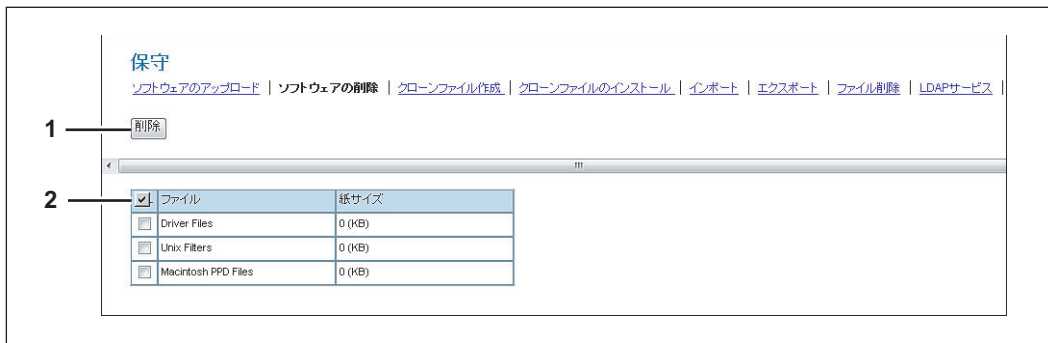 保守
ソフトウェアのアップロード | ソフトウェアの削除 | クローンファイル作成 | クローンファイルのインストール | インポート | エクスポート | ファイル削除 | LDAPサービス |
1 削除
2 ファイル 紙サイズ
Driver Files 0 (KB)
Unix Filters 0 (KB)
Macintosh PPD Files 0 (KB)